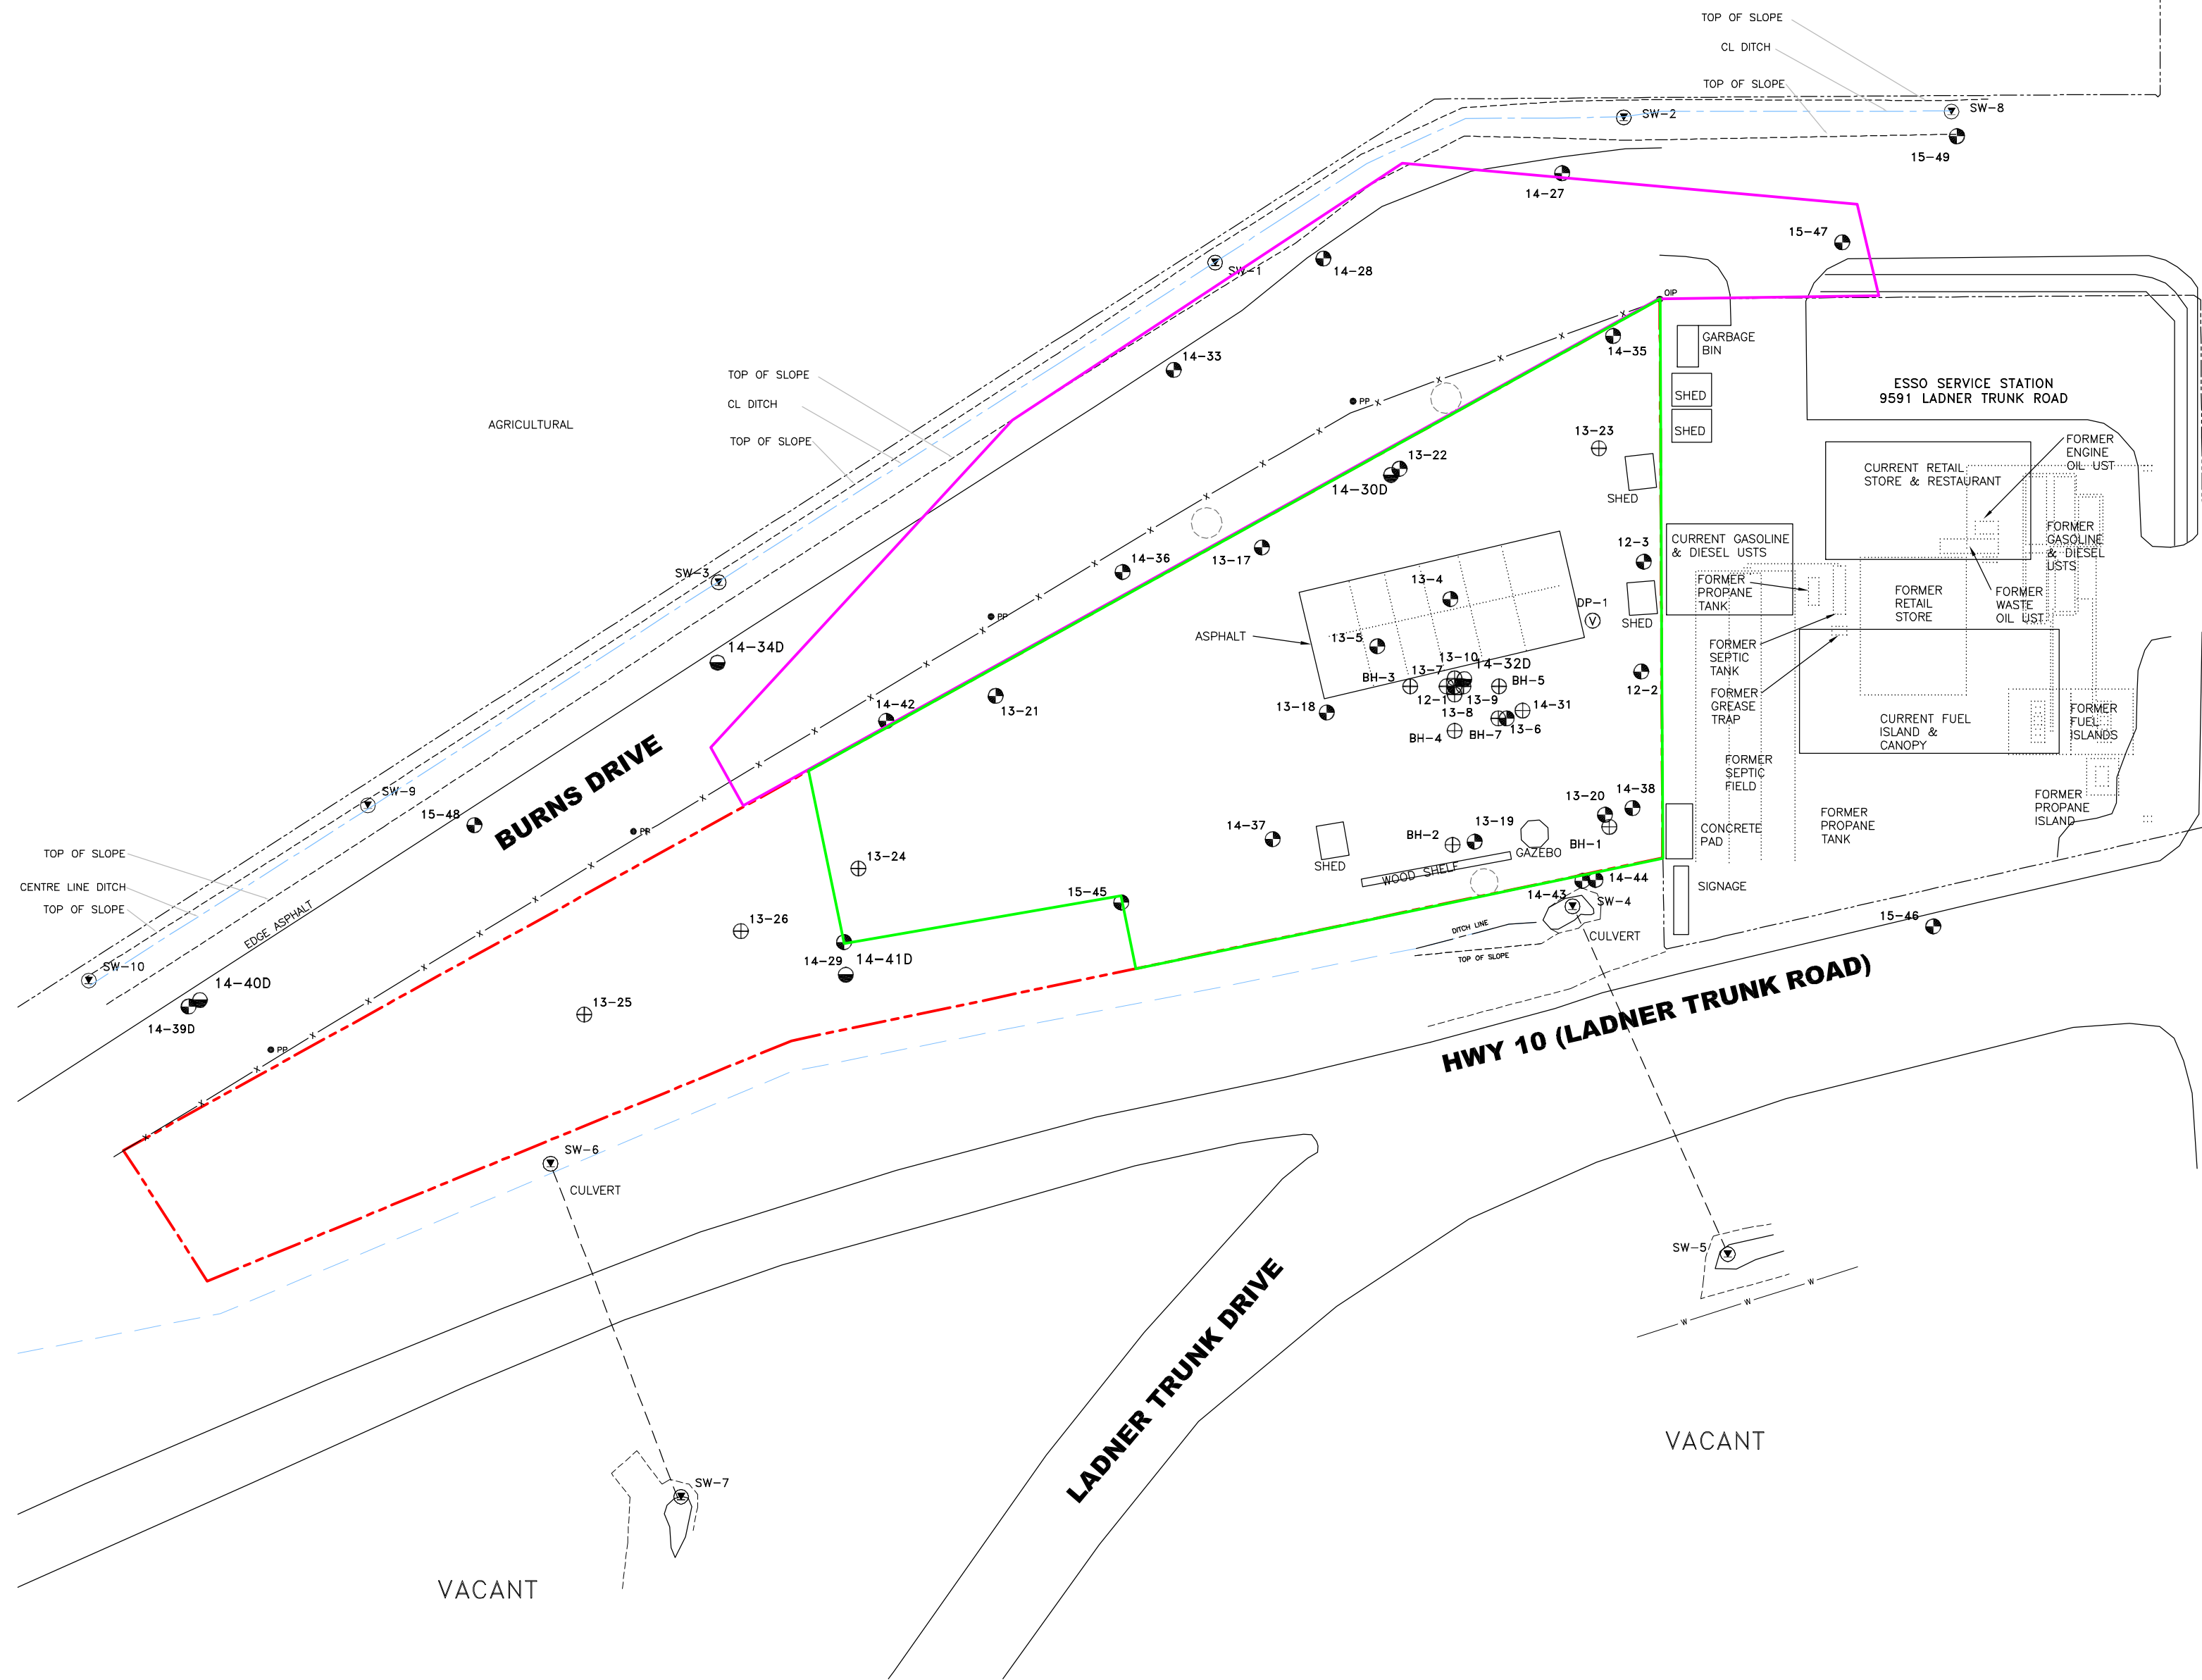 TOP OF SLOPE
CL DITCH
TOP OF SLOPE
SW-8
SW-2
15-49
14-27
15-47
SW-1
14-28
OIP
14-35
GARBAGE
BIN
14-33
TOP OF SLOPE
CL DITCH
TOP OF SLOPE
AGRICULTURAL
X
X
X
X
X
PP
X
SHED
SHED
ESSO SERVICE STATION
9591 LADNER TRUNK ROAD
13-23
13-22
14-30D
SHED
CURRENT RETAIL
STORE & RESTAURANT
FORMER
ENGINE
OIL UST
X
X
X
X
14-36
13-17
12-3
CURRENT GASOLINE
& DIESEL USTS
FORMER
GASOLINE
& DIESEL
USTS
SW-3
13-4
DP-1
V
SHED
FORMER
PROPANE
TANK
FORMER
RETAIL
STORE
FORMER
WASTE
OIL UST
X
PP
X
X
ASPHALT
13-5
FORMER
SEPTIC
TANK
14-34D
13-10
14-32D
13-7
BH-3
BH-5
12-1
13-9
13-8
14-31
12-2
FORMER
GREASE
TRAP
13-21
13-18
BH-4
BH-7
13-6
14-42
X
X
X
X
CURRENT FUEL
ISLAND &
CANOPY
FORMER
FUEL
ISLANDS
FORMER
SEPTIC
FIELD
BURNS DRIVE
SW-9
15-48
PP
X
X
X
X
14-37
SHED
BH-2
13-19
GAZEBO
13-20
14-38
BH-1
CONCRETE
PAD
FORMER
PROPANE
TANK
FORMER
PROPANE
ISLAND
TOP OF SLOPE
CENTRE LINE DITCH
TOP OF SLOPE
13-24
WOOD SHELF
14-44
14-43
SW-4
SIGNAGE
15-45
13-26
EDGE ASPHALT
DITCH LINE
CULVERT
15-46
TOP OF SLOPE
14-29
14-41D
SW-10
14-40D
14-39D
13-25
X
X
X
PP
X
X
X
HWY 10 (LADNER TRUNK ROAD)
SW-6
CULVERT
SW-5
W
W
W
LADNER TRUNK DRIVE
VACANT
SW-7
VACANT